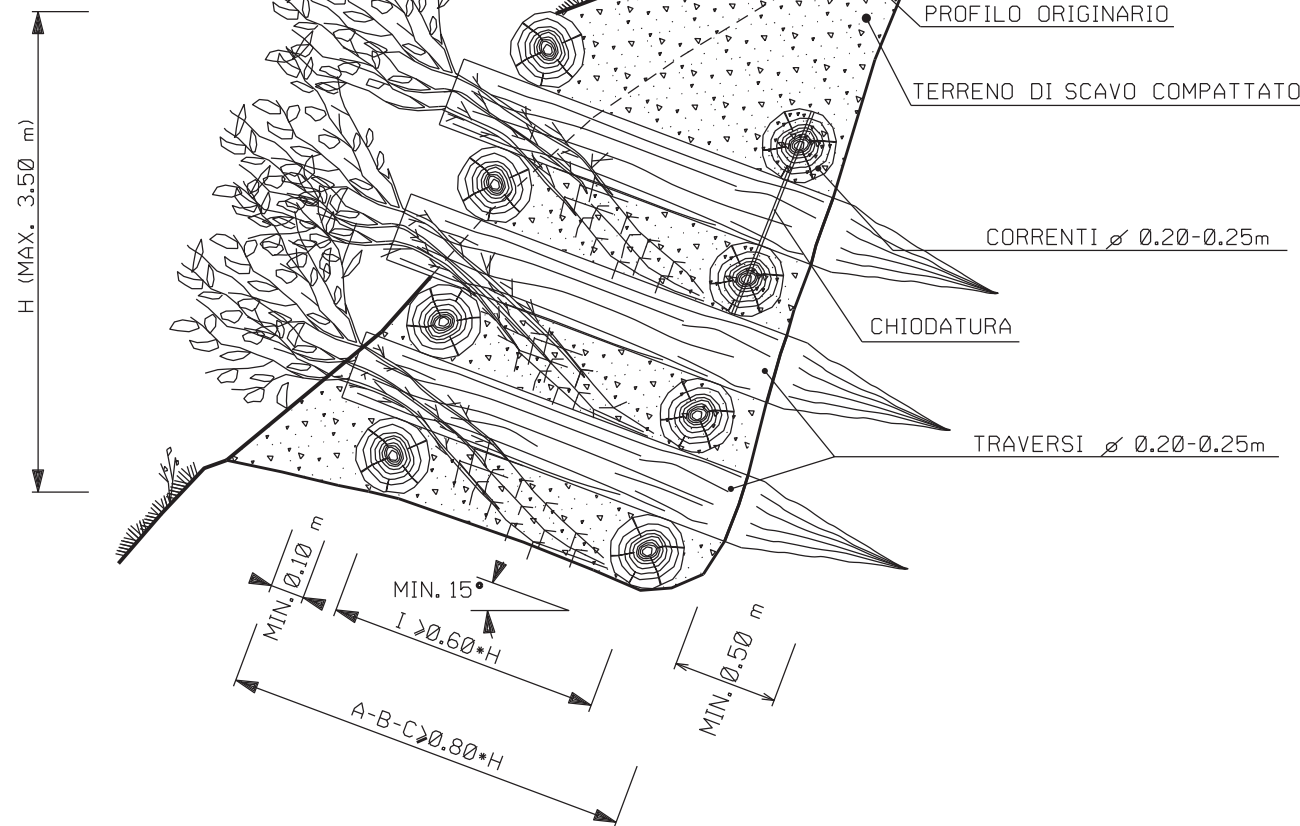 PROFILO ORIGINARIO
TERRENO DI SCAVO COMPATTATO
H (MAX. 3.50 m)
CORRENTI ⌀ 0.20-0.25m
CHIODATURA
TRAVERSI ⌀ 0.20-0.25m
MIN. 0.10 m
MIN. 15°
I ⩾0.60*H
MIN. 0.50 m
A-B-C⩾0.80*H